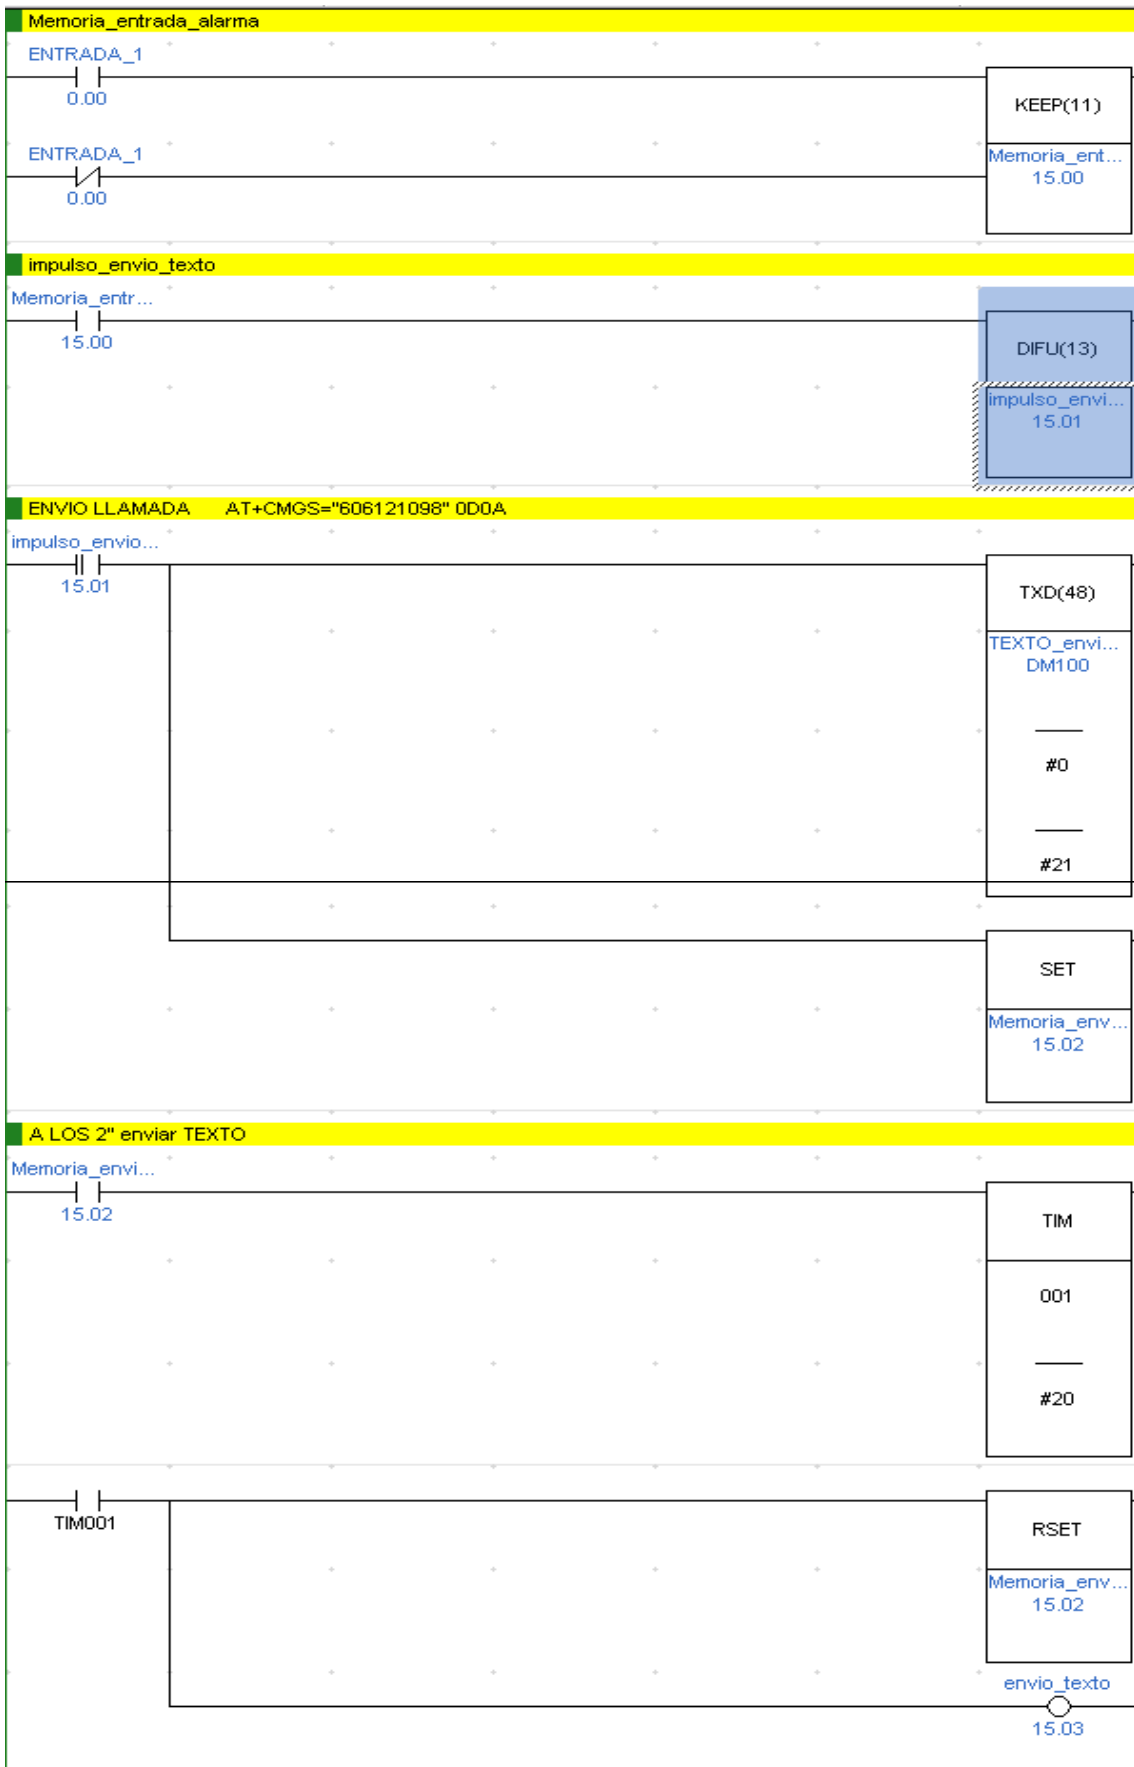 Memoria_entrada_alarma
ENTRADA_1
0.00
KEEP(11)
ENTRADA_1
0.00
Memoria_ent...
15.00
impulso_envio_texto
Memoria_entr...
15.00
DIFU(13)
impulso_envi...
15.01
ENVIO LLAMADA AT+CMGS="606121098" 0D0A
impulso_envio...
15.01
TXD(48)
TEXTO_envi...
DM100
#0
#21
SET
Memoria_env...
15.02
A LOS 2" enviar TEXTO
Memoria_envi...
15.02
TIM
001
#20
TIM001
RSET
Memoria_env...
15.02
envio_texto
15.03